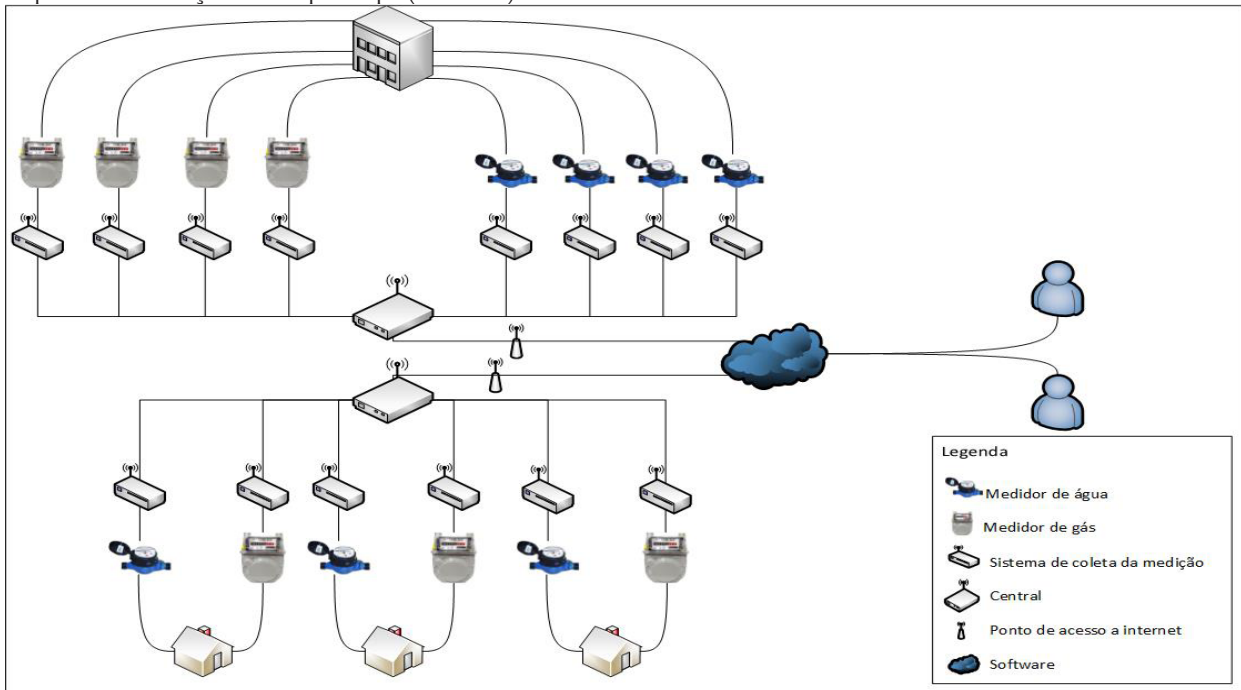 Legenda
Medidor de água
Medidor de gás
Sistema de coleta da medição
Central
Ponto de acesso a internet
Software